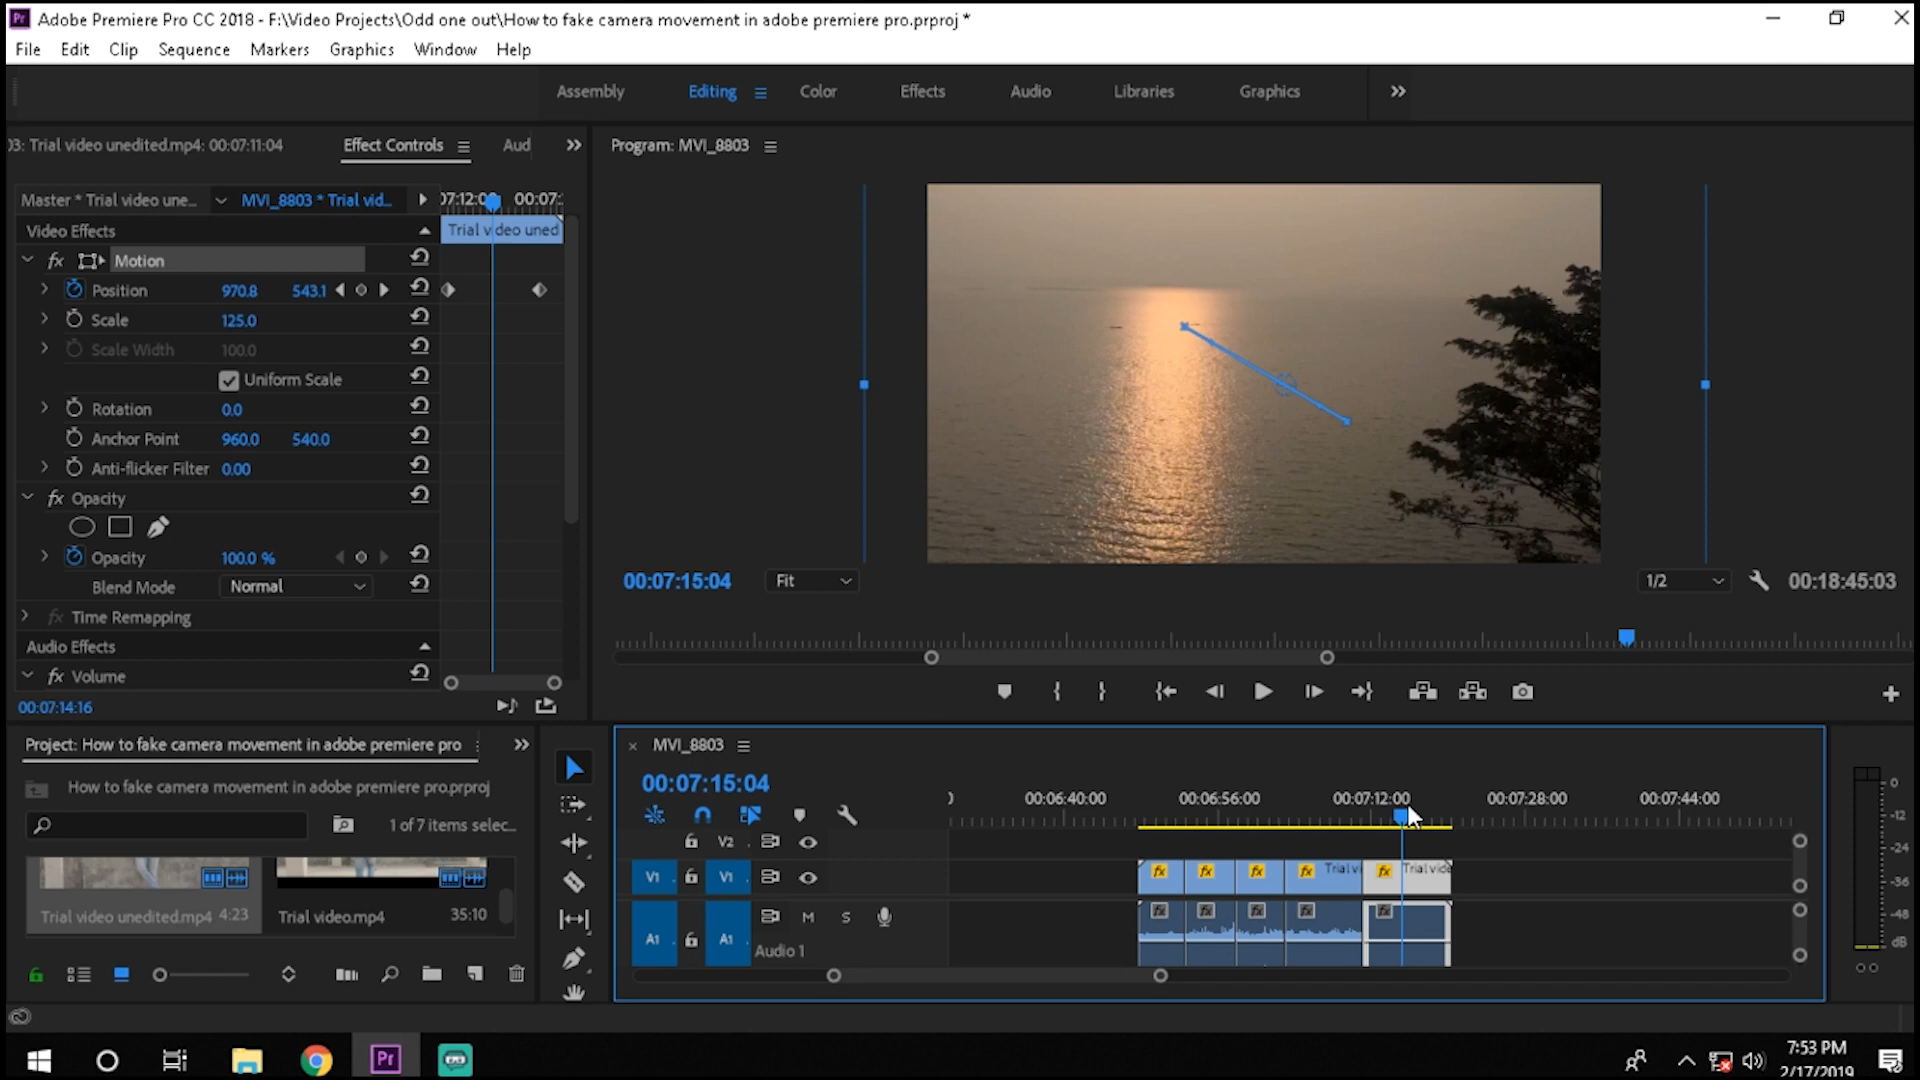 Adobe Premiere Pro CC 2018 - F:\Video Projects\Odd one out\How to fake camera movement in adobe premiere pro.prproj *
File Edit Clip Sequence Markers Graphics Window Help
Assembly Editing Color Effects Audio Libraries Graphics
03: Trial video unedited.mp4: 00:07:11:04 Effect Controls Aud
Program: MVI_8803
Master * Trial video une... MVI_8803 * Trial vid...
07:12:00 00:07:
Video Effects
Trial video uned
fx Motion
Position 970.8 543.1
Scale 125.0
Scale Width 100.0
Uniform Scale
Rotation 0.0
Anchor Point 960.0 540.0
Anti-flicker Filter 0.00
fx Opacity
Opacity 100.0 %
Blend Mode Normal
fx Time Remapping
Audio Effects
fx Volume
00:07:14:16
00:07:15:04 Fit 1/2 00:18:45:03
Project: How to fake camera movement in adobe premiere pro
How to fake camera movement in adobe premiere pro.prproj
1 of 7 items selec...
Trial video unedited.mp4 4:23
Trial video.mp4 35:10
MVI_8803
00:07:15:04
00:06:40:00 00:06:56:00 00:07:12:00 00:07:28:00 00:07:44:00
V2
V1 V1
fx fx fx fx Trial vi fx Trial vide
A1 A1 M S
Audio 1
fx fx fx fx fx
0
-12
-24
-36
-48
dB
Pr
7:53 PM
2/17/2019